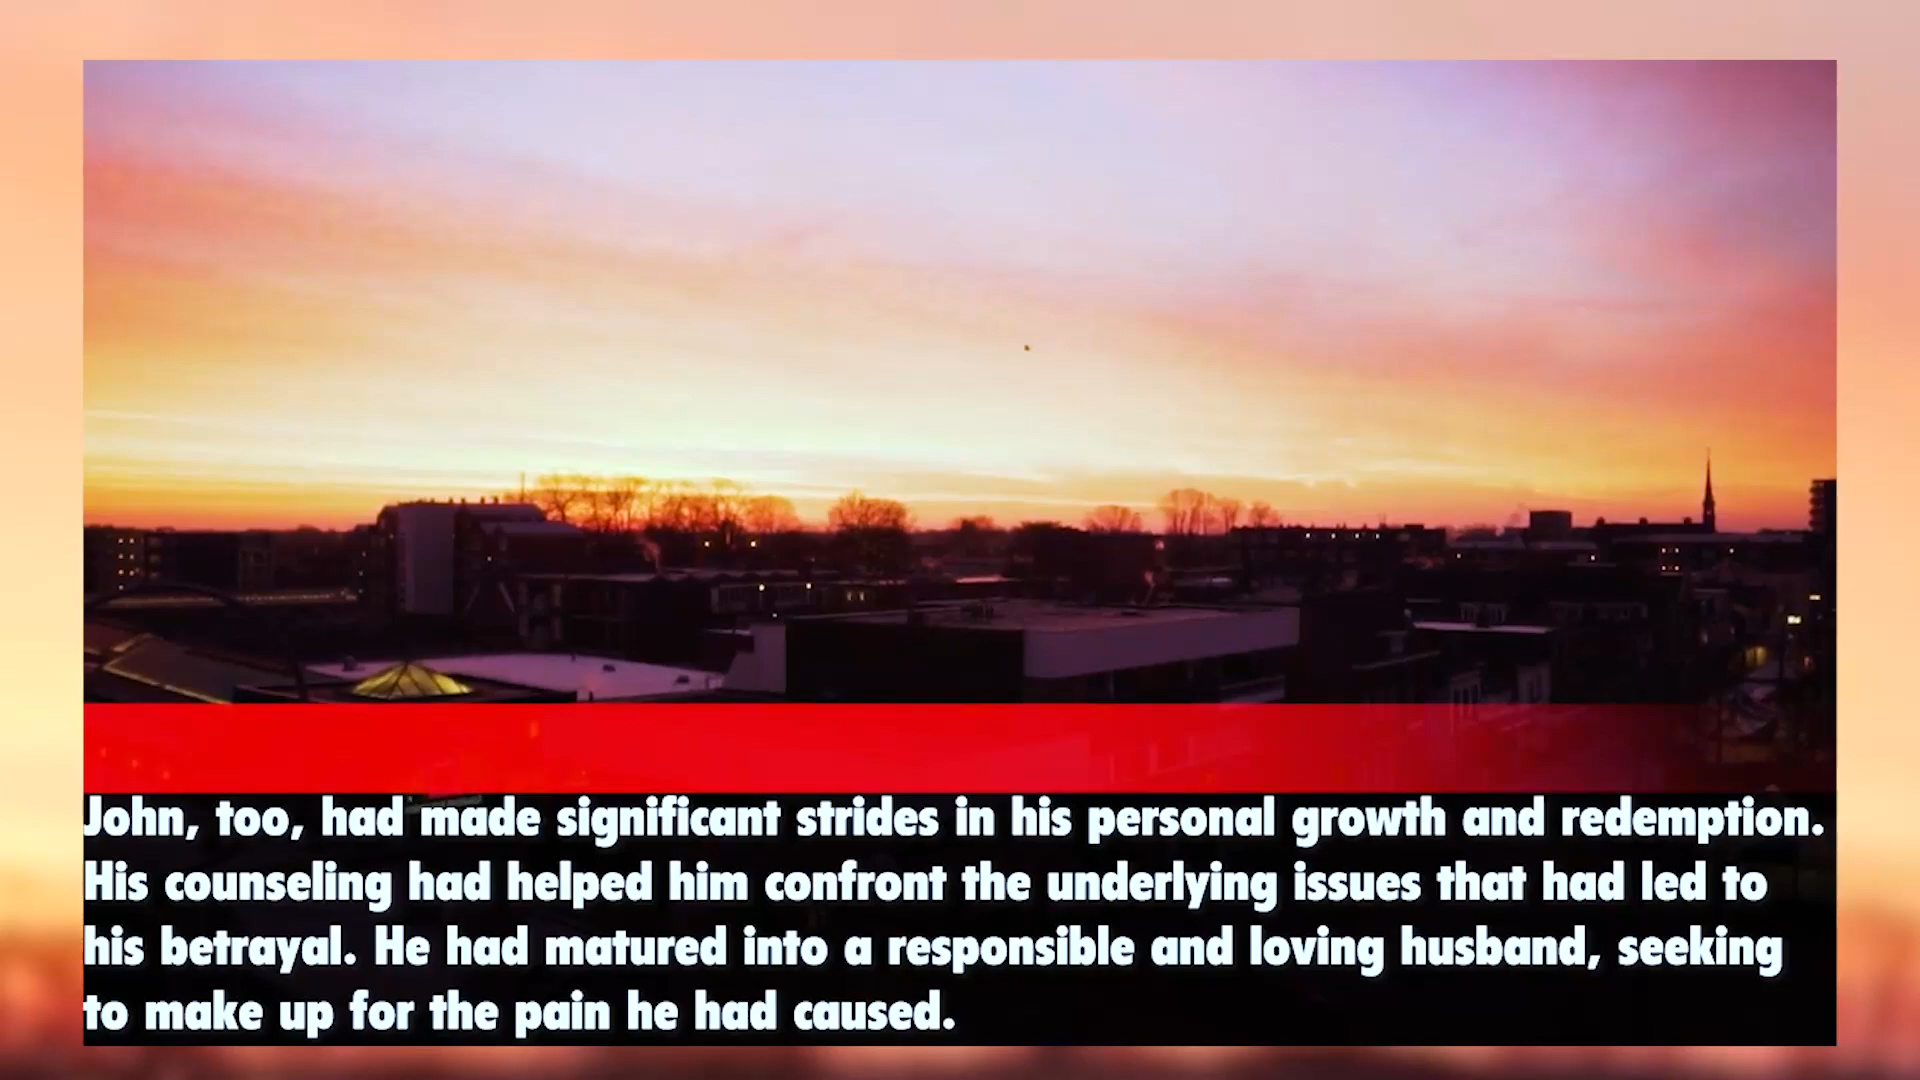 John, too, had made significant strides in his personal growth and redemption.
His counseling had helped him confront the underlying issues that had led to
his betrayal. He had matured into a responsible and loving husband, seeking
to make up for the pain he had caused.